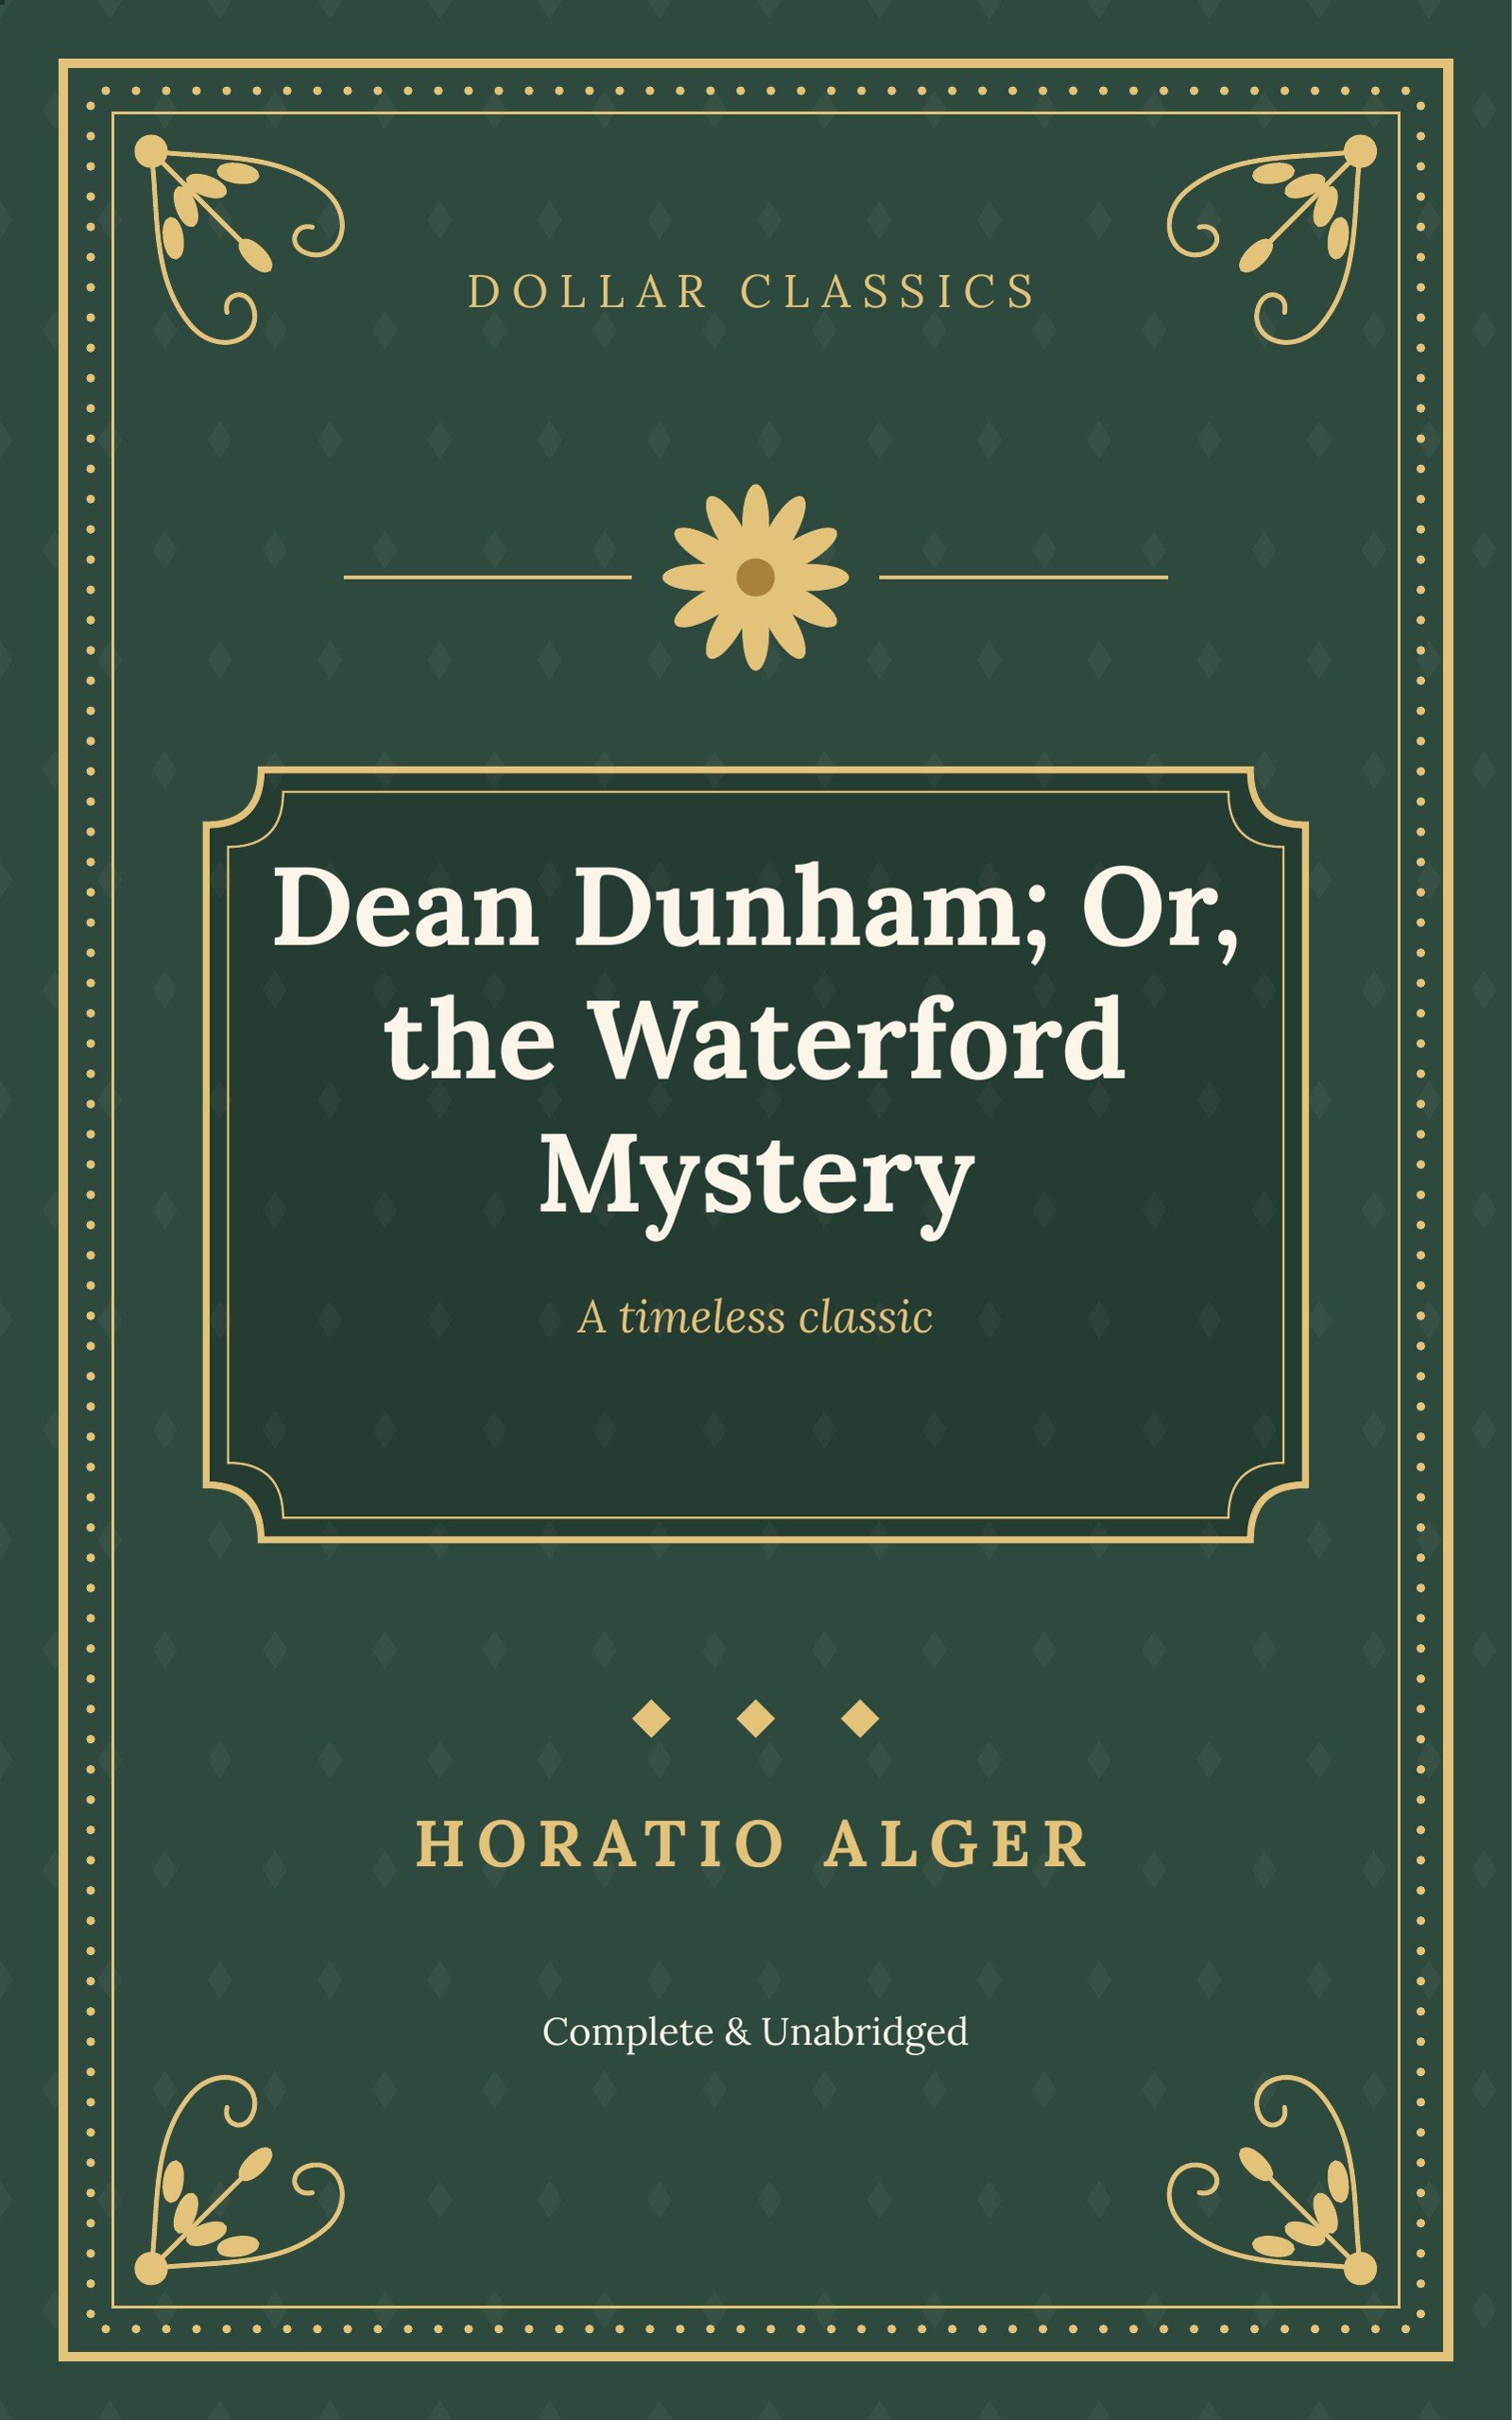 DOLLAR CLASSICS
Dean Dunham; Or,
the Waterford
Mystery
A timeless classic
HORATIO ALGER
Complete & Unabridged